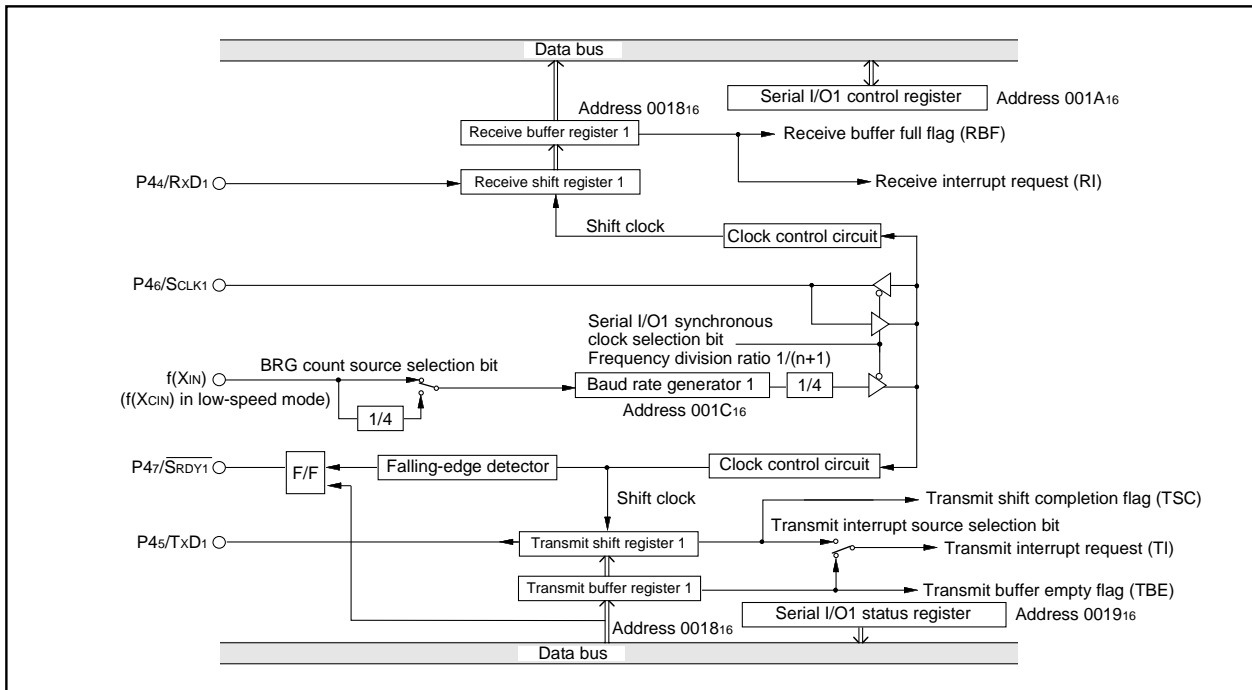 Data bus
Serial I/O1 control register
Address 001A16
Address 001816
Receive buffer register 1
Receive buffer full flag (RBF)
P44/RXD1
Receive shift register 1
Receive interrupt request (RI)
Shift clock
Clock control circuit
P46/SCLK1
Serial I/O1 synchronous
clock selection bit
Frequency division ratio 1/(n+1)
BRG count source selection bit
f(XIN)
(f(XCIN) in low-speed mode)
Baud rate generator 1
1/4
1/4
Address 001C16
P47/SRDY1
F/F
Falling-edge detector
Clock control circuit
Shift clock
Transmit shift completion flag (TSC)
Transmit interrupt source selection bit
P45/TXD1
Transmit shift register 1
Transmit interrupt request (TI)
Transmit buffer register 1
Transmit buffer empty flag (TBE)
Serial I/O1 status register
Address 001916
Address 001816
Data bus